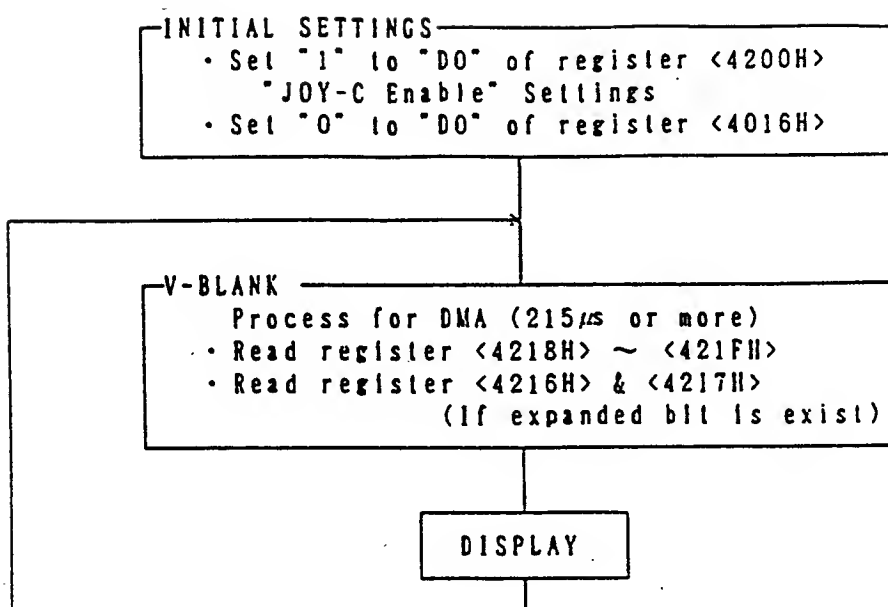 INITIAL SETTINGS
・Set "1" to "D0" of register <4200H>
"JOY-C Enable" Settings
・Set "0" to "D0" of register <4016H>
V-BLANK
Process for DMA (215μs or more)
・Read register <4218H> ~ <421FH>
・Read register <4216H> & <4217H>
(If expanded bit is exist)
DISPLAY